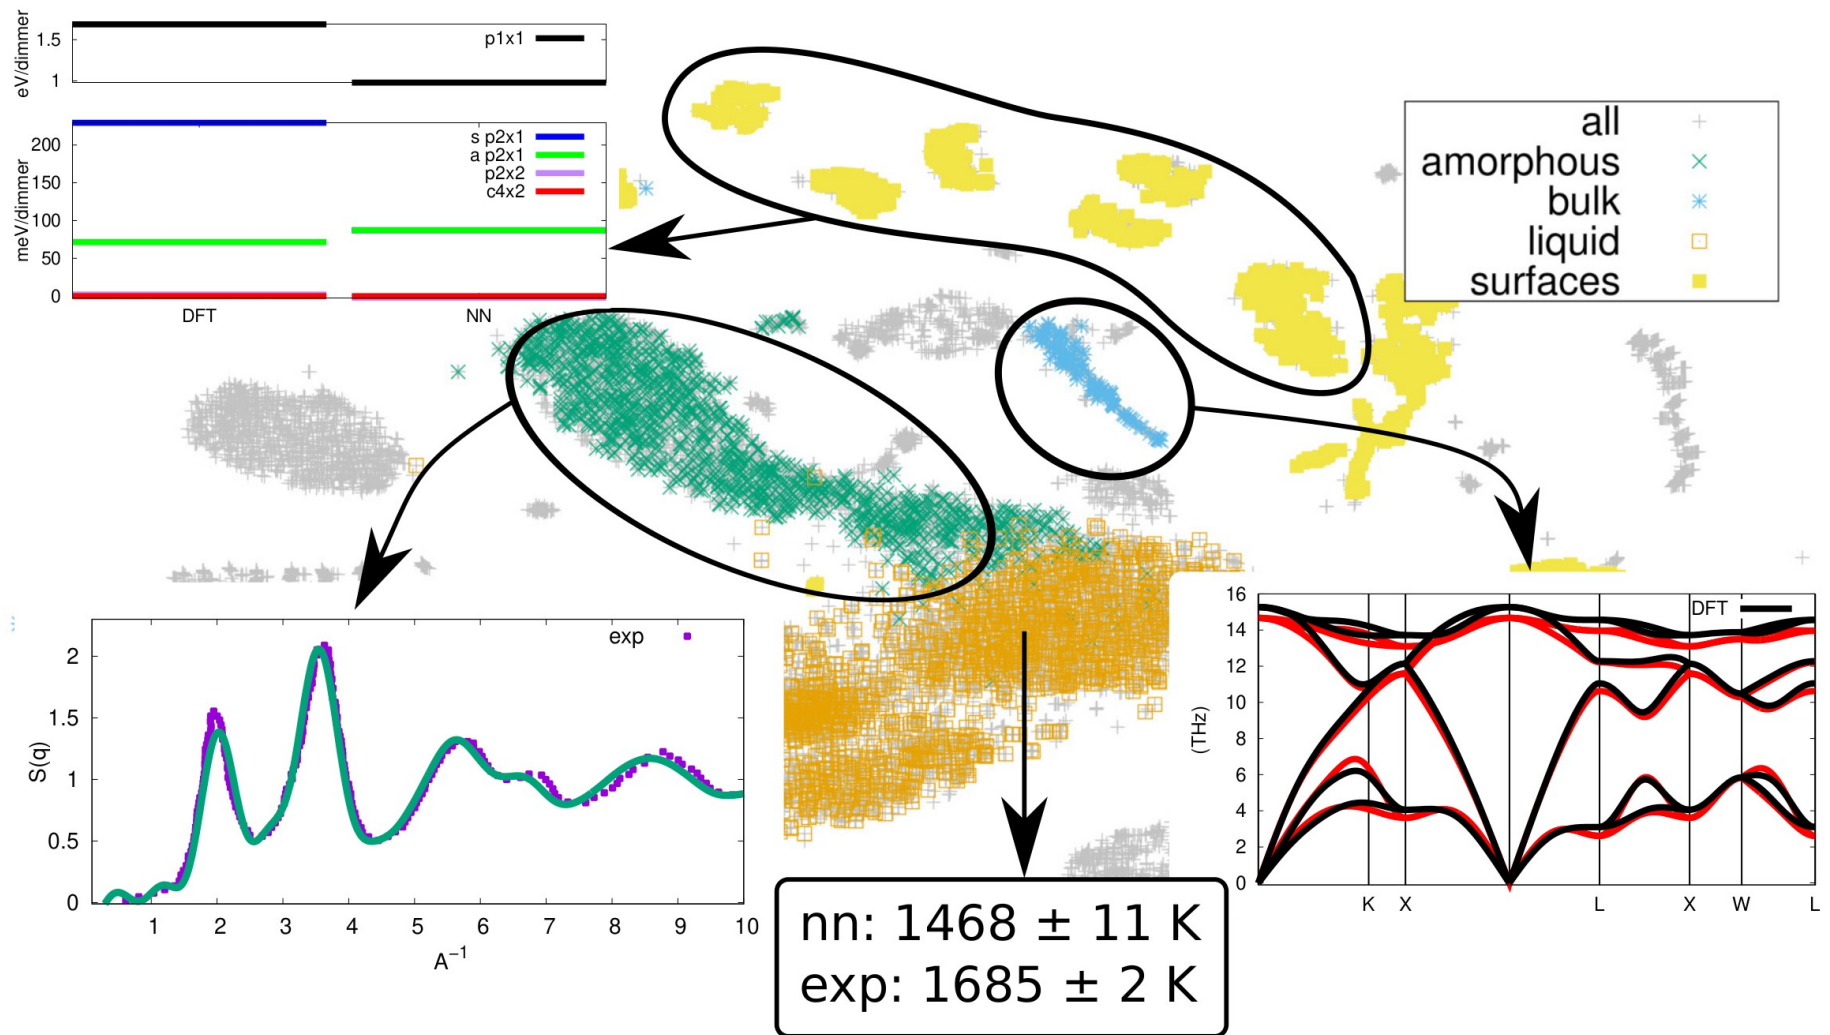 eV/dimmer
1.5
1
p1x1
meV/dimmer
200
150
100
50
0
s p2x1
a p2x1
p2x2
c4x2
DFT
NN
all
amorphous
bulk
liquid
surfaces
S(q)
2
1.5
1
0.5
0
exp
1 2 3 4 5 6 7 8 9 10
A⁻¹
nn: 1468 ± 11 K
exp: 1685 ± 2 K
(THz)
16
14
12
10
8
6
4
2
0
DFT
K X L X W L